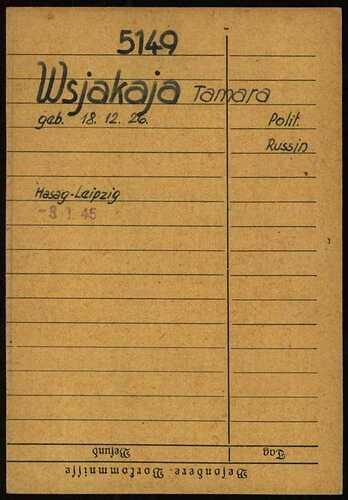 5149
Wsjakaja Tamara
geb. 18. 12. 26. Polit.
Russin
Hasag-Leipzig
-8. 1. 45
Befund Tag
Besondere Vorkommnisse